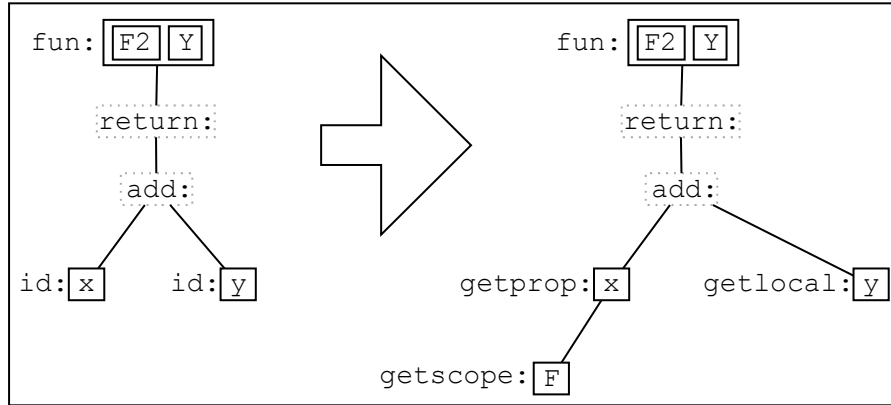 fun: F2 Y
return:
add:
id: x
id: y
fun: F2 Y
return:
add:
getprop: x
getlocal: y
getscope: F